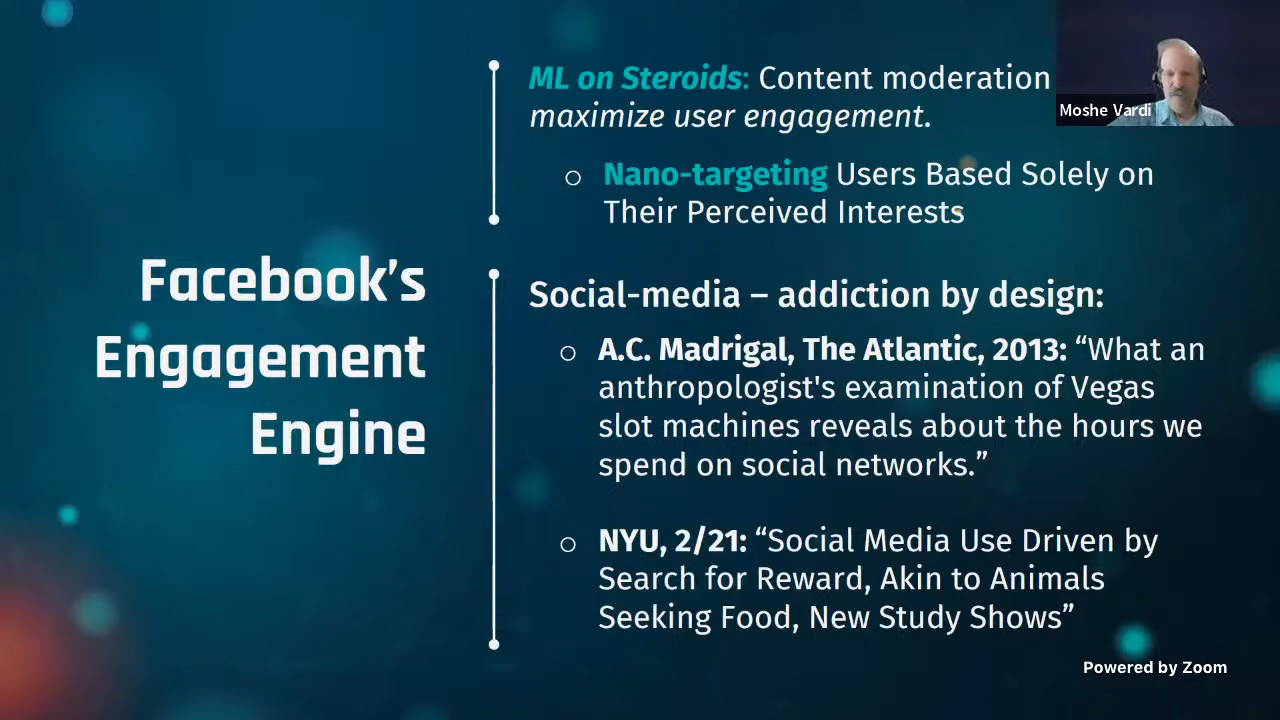 Facebook's
Engagement
Engine
ML on Steroids: Content moderation
maximize user engagement.
Nano-targeting Users Based Solely on
Their Perceived Interests
Social-media – addiction by design:
A.C. Madrigal, The Atlantic, 2013: “What an
anthropologist's examination of Vegas
slot machines reveals about the hours we
spend on social networks.”
NYU, 2/21: “Social Media Use Driven by
Search for Reward, Akin to Animals
Seeking Food, New Study Shows”
Moshe Vardi
Powered by Zoom